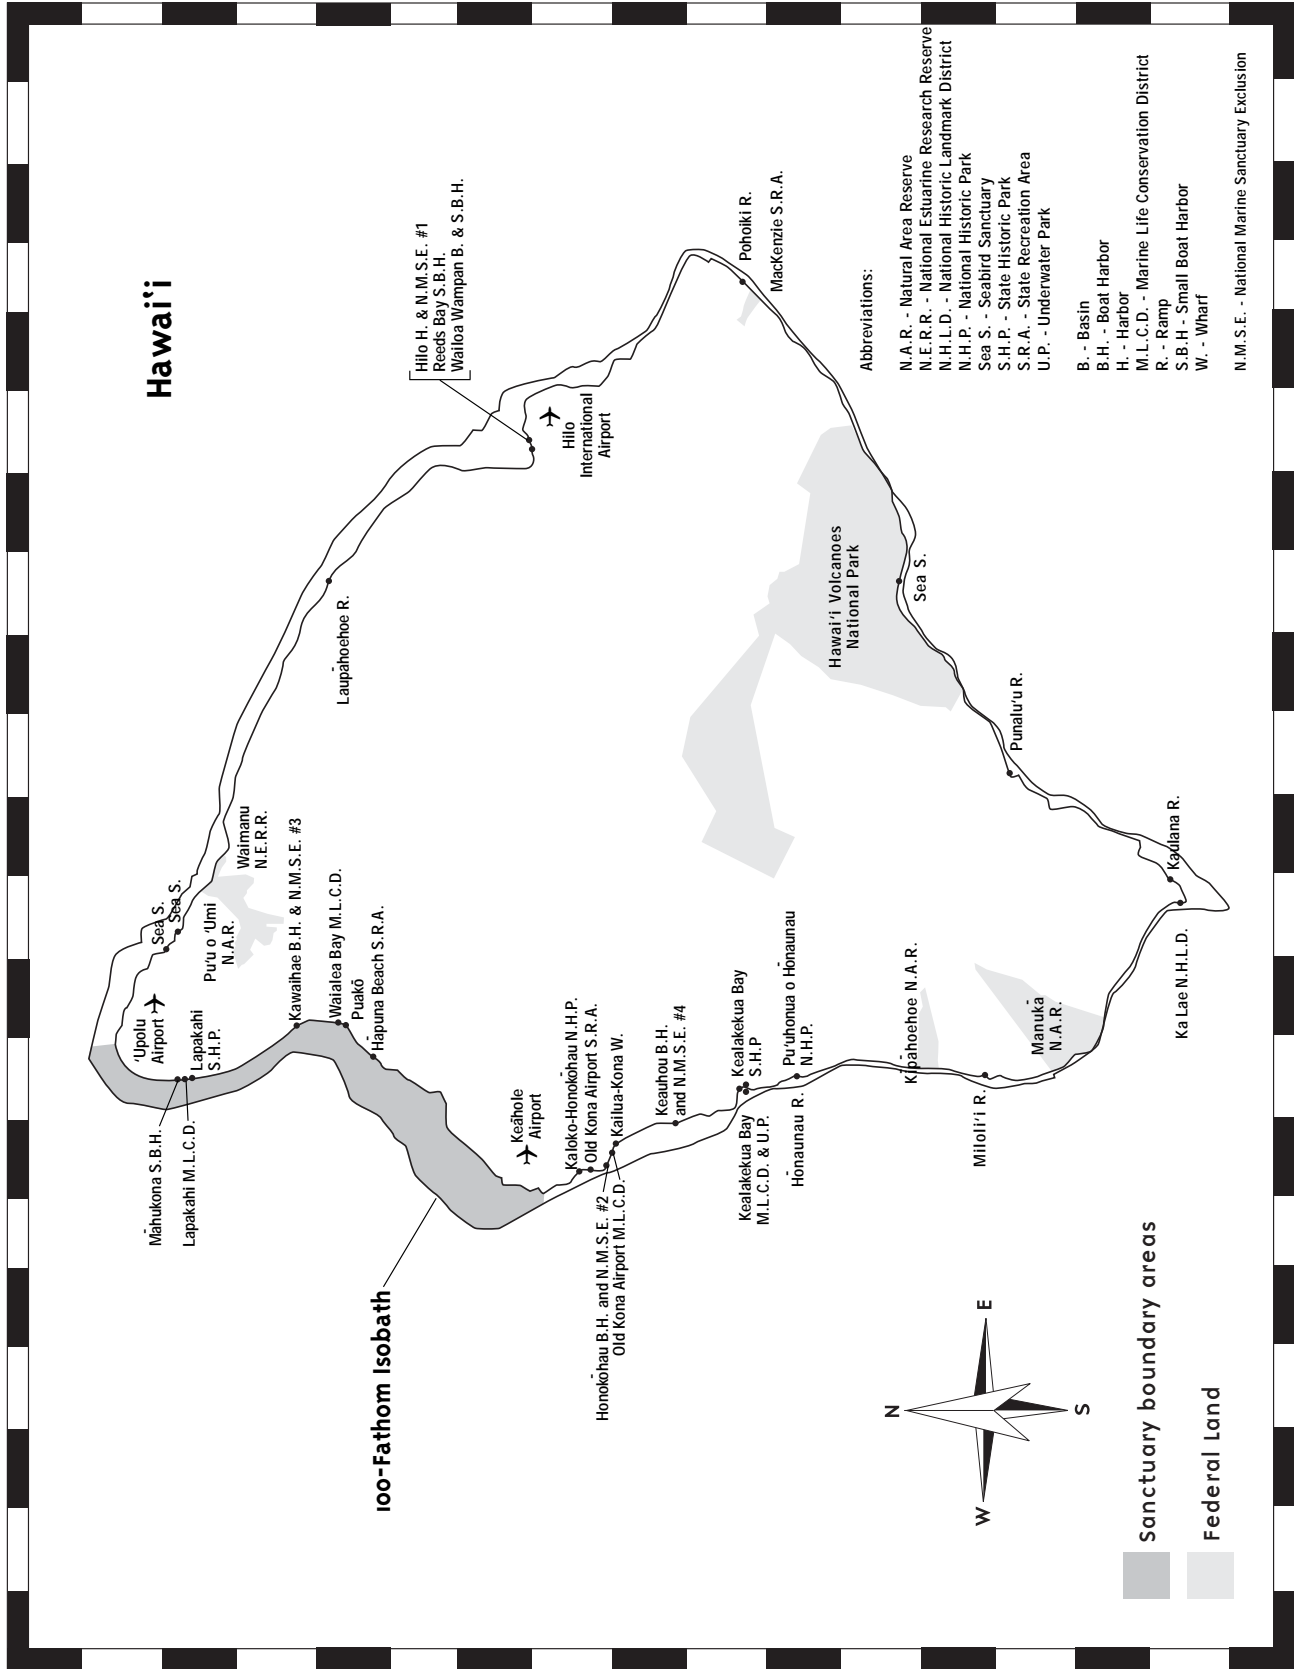 Hawai‘i
Hilo H. & N.M.S.E. #1
Reeds Bay S.B.H.
Wailoa Wampan B. & S.B.H.
Hilo
International
Airport
Pohoiki R.
MacKenzie S.R.A.
Laupāhoehoe R.
Waimanu
N.E.R.R.
Sea S.
Sea S.
Pu‘u o ‘Umi
N.A.R.
‘Upolu
Airport
Lapakahi
S.H.P.
Māhukona S.B.H.
Lapakahi M.L.C.D.
Kawaihae B.H. & N.M.S.E. #3
Waialea Bay M.L.C.D.
Puakō
Hāpuna Beach S.R.A.
100-Fathom Isobath
Keāhole
Airport
Kaloko-Honokōhau N.H.P.
Old Kona Airport S.R.A.
Kailua-Kona W.
Honokōhau B.H. and N.M.S.E. #2
Old Kona Airport M.L.C.D.
Keauhou B.H.
and N.M.S.E. #4
Kealakekua Bay
S.H.P
Kealakekua Bay
M.L.C.D. & U.P.
Pu‘uhonua o Hōnaunau
N.H.P.
Hōnaunau R.
Kīpāhoehoe N.A.R.
Miloli‘i R.
Manukā
N.A.R.
Ka Lae N.H.L.D.
Kaulana R.
Punalu‘u R.
Sea S.
Hawai‘i Volcanoes
National Park
Abbreviations:
N.A.R. - Natural Area Reserve
N.E.R.R. - National Estuarine Research Reserve
N.H.L.D. - National Historic Landmark District
N.H.P. - National Historic Park
Sea S. - Seabird Sanctuary
S.H.P. - State Historic Park
S.R.A. - State Recreation Area
U.P. - Underwater Park
B. - Basin
B.H. - Boat Harbor
H. - Harbor
M.L.C.D. - Marine Life Conservation District
R. - Ramp
S.B.H - Small Boat Harbor
W. - Wharf
N.M.S.E. - National Marine Sanctuary Exclusion
N
W
E
S
Sanctuary boundary areas
Federal Land